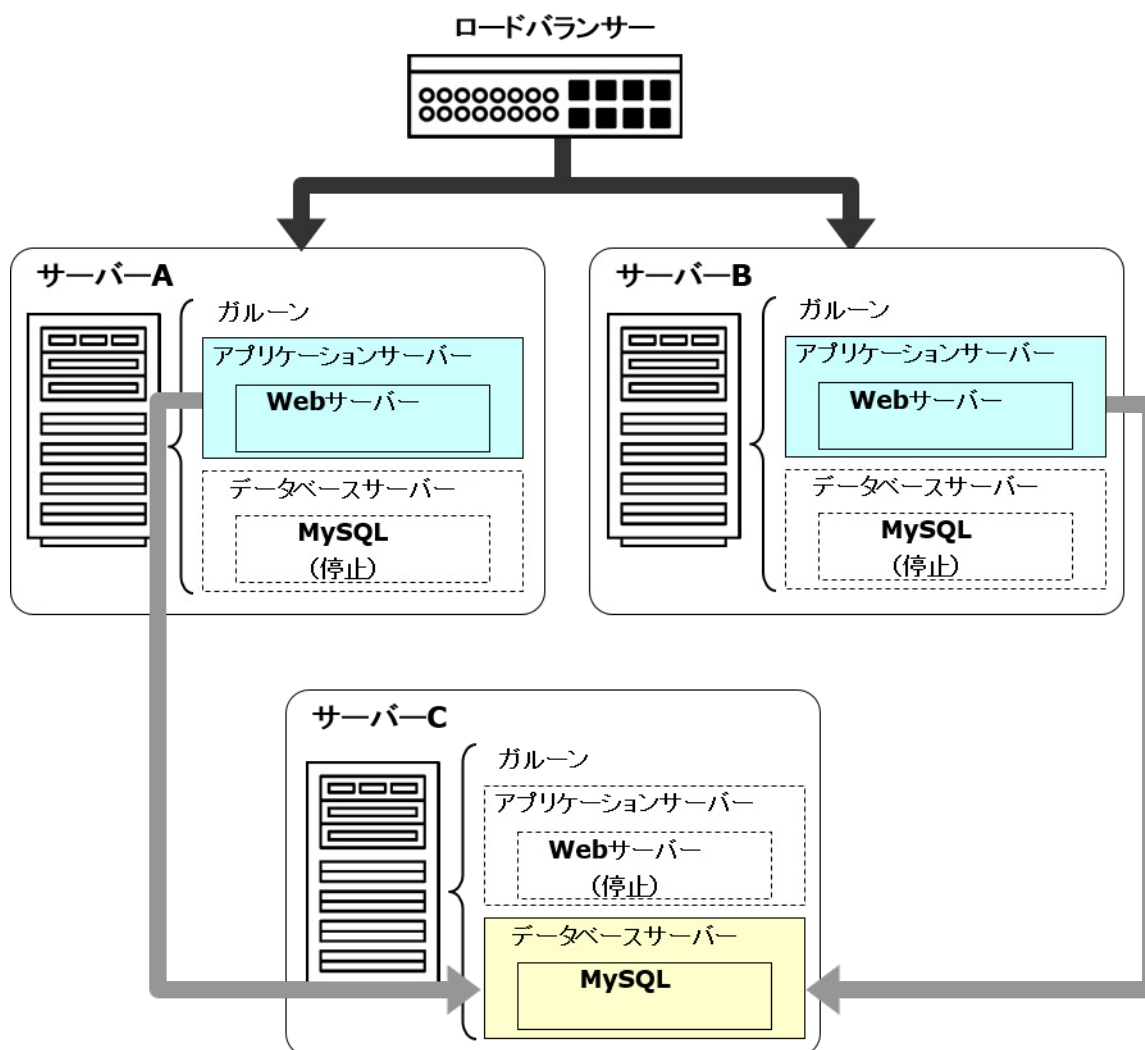 ロードバランサー
サーバーA
ガルーン
アプリケーションサーバー
Webサーバー
データベースサーバー
MySQL
(停止)
サーバーB
ガルーン
アプリケーションサーバー
Webサーバー
データベースサーバー
MySQL
(停止)
サーバーC
ガルーン
アプリケーションサーバー
Webサーバー
(停止)
データベースサーバー
MySQL